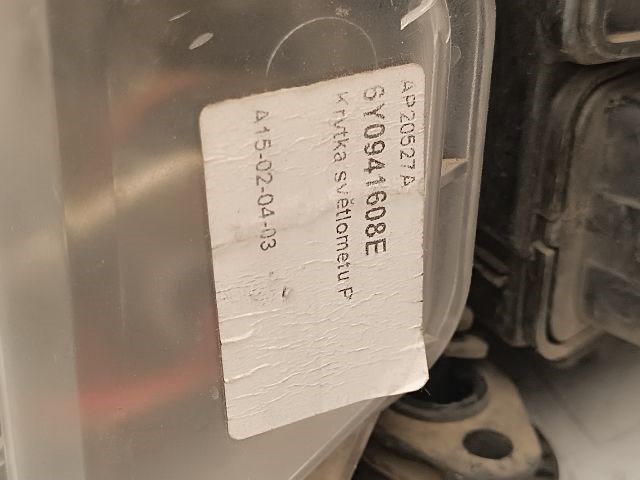 AP20527A
6Y0941608E
Krytka světlometu P
A15-02-04-03